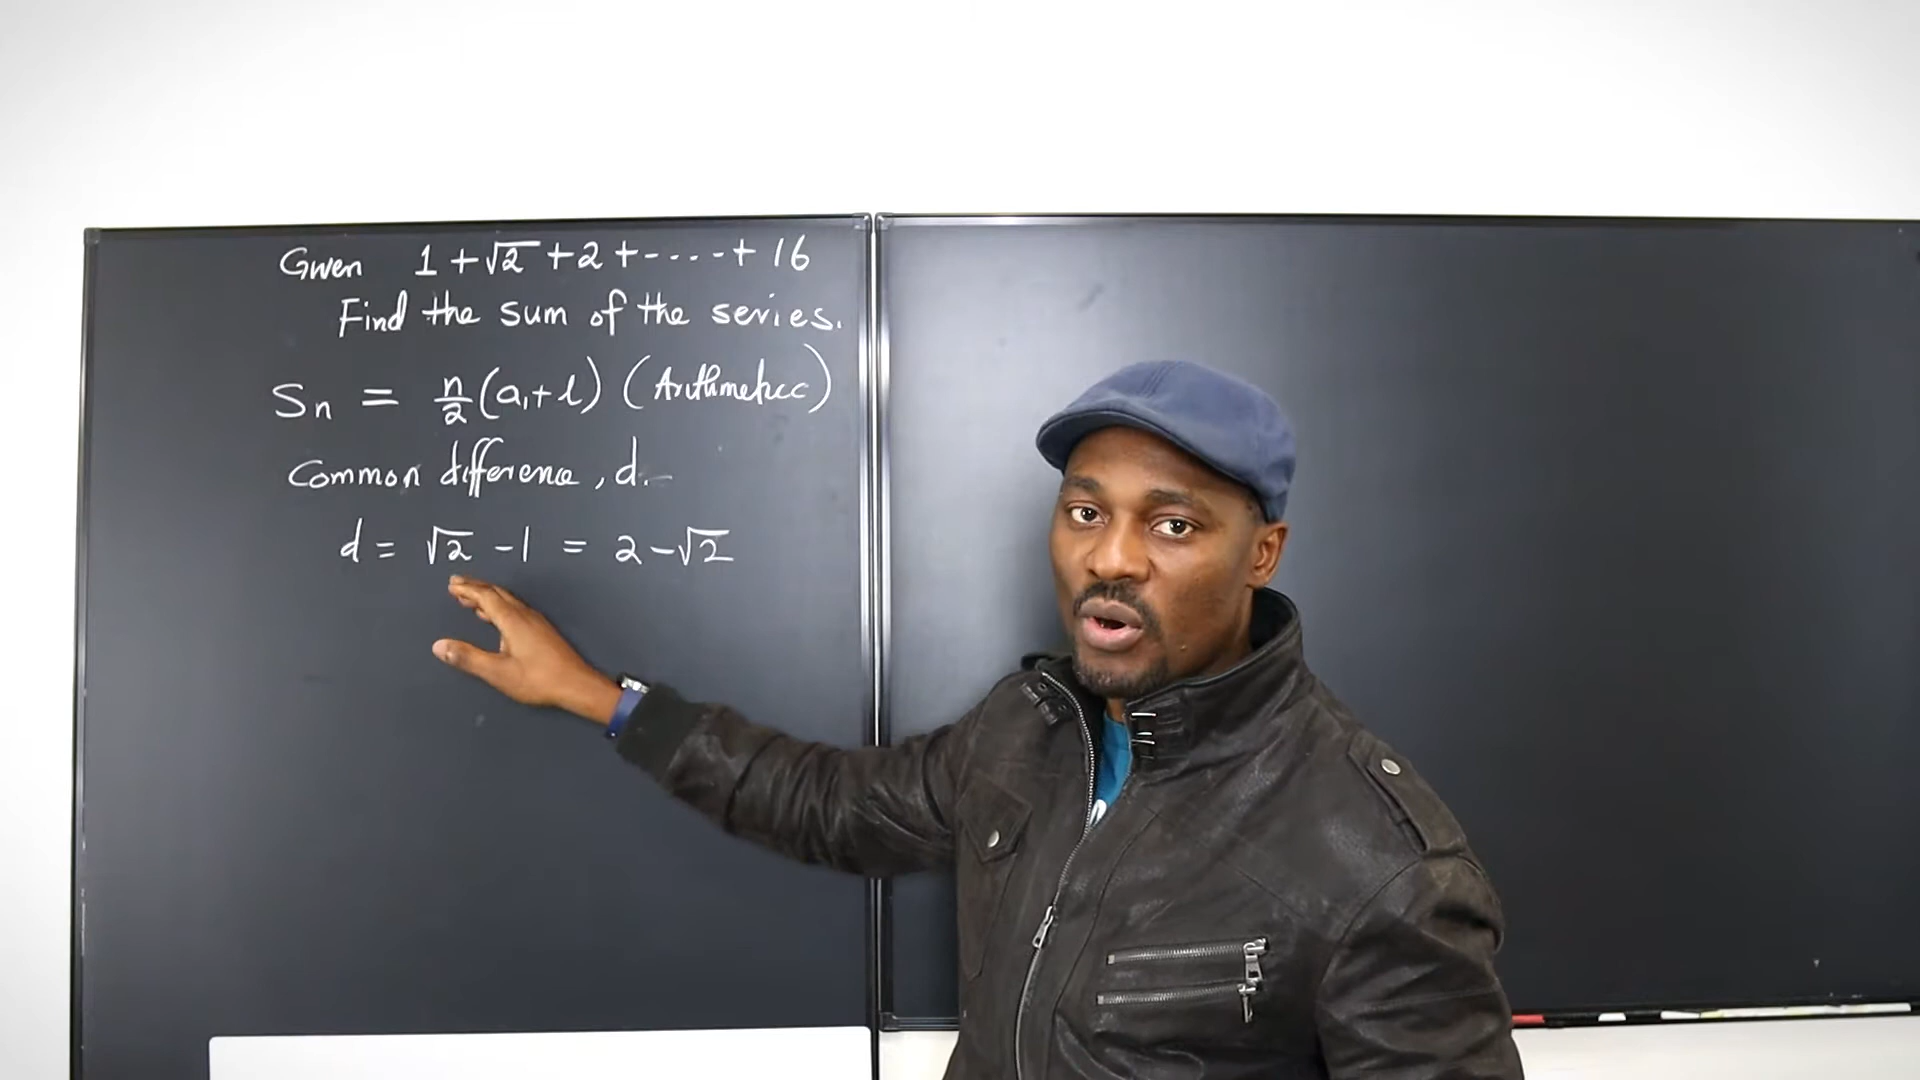 Given 1 + √2 + 2 + - - - - + 16
Find the sum of the series.
Sn = n/2 (a₁ + l) (Arithmetic)
Common difference, d.
d = √2 - 1 = 2 - √2